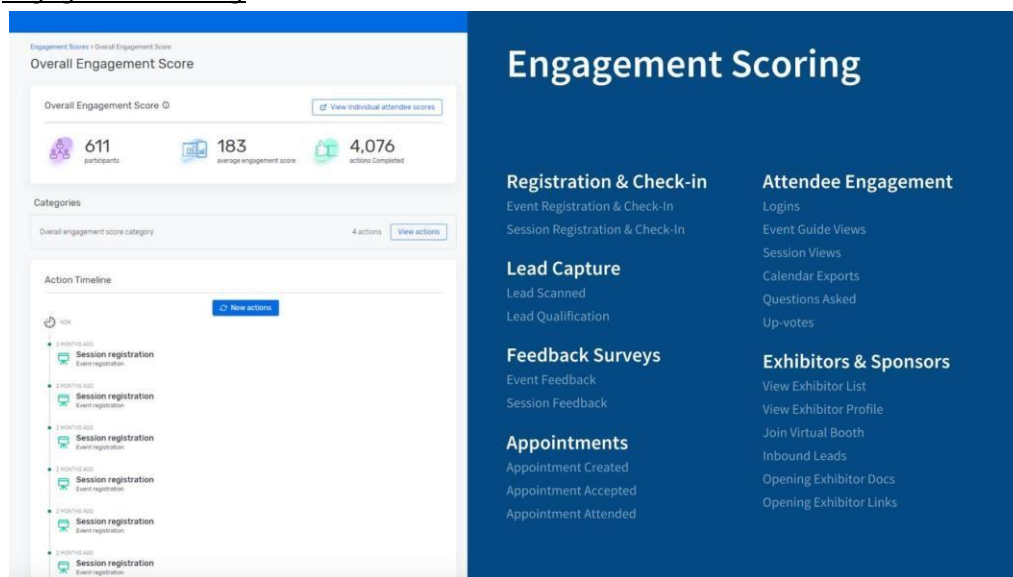 Engagement Scores > Overall Engagement Score
Overall Engagement Score
Overall Engagement Score
View individual attendee scores
611
participants
183
average engagement score
4,076
actions Completed
Categories
Overall engagement score category
4 actions
View actions
Action Timeline
New actions
NOW
2 MONTHS AGO
Session registration
Event registration
2 MONTHS AGO
Session registration
Event registration
2 MONTHS AGO
Session registration
Event registration
2 MONTHS AGO
Session registration
Event registration
2 MONTHS AGO
Session registration
Event registration
2 MONTHS AGO
Session registration
Event registration
Engagement Scoring
Registration & Check-in
Event Registration & Check-In
Session Registration & Check-In
Lead Capture
Lead Scanned
Lead Qualification
Feedback Surveys
Event Feedback
Session Feedback
Appointments
Appointment Created
Appointment Accepted
Appointment Attended
Attendee Engagement
Logins
Event Guide Views
Session Views
Calendar Exports
Questions Asked
Up-votes
Exhibitors & Sponsors
View Exhibitor List
View Exhibitor Profile
Join Virtual Booth
Inbound Leads
Opening Exhibitor Docs
Opening Exhibitor Links